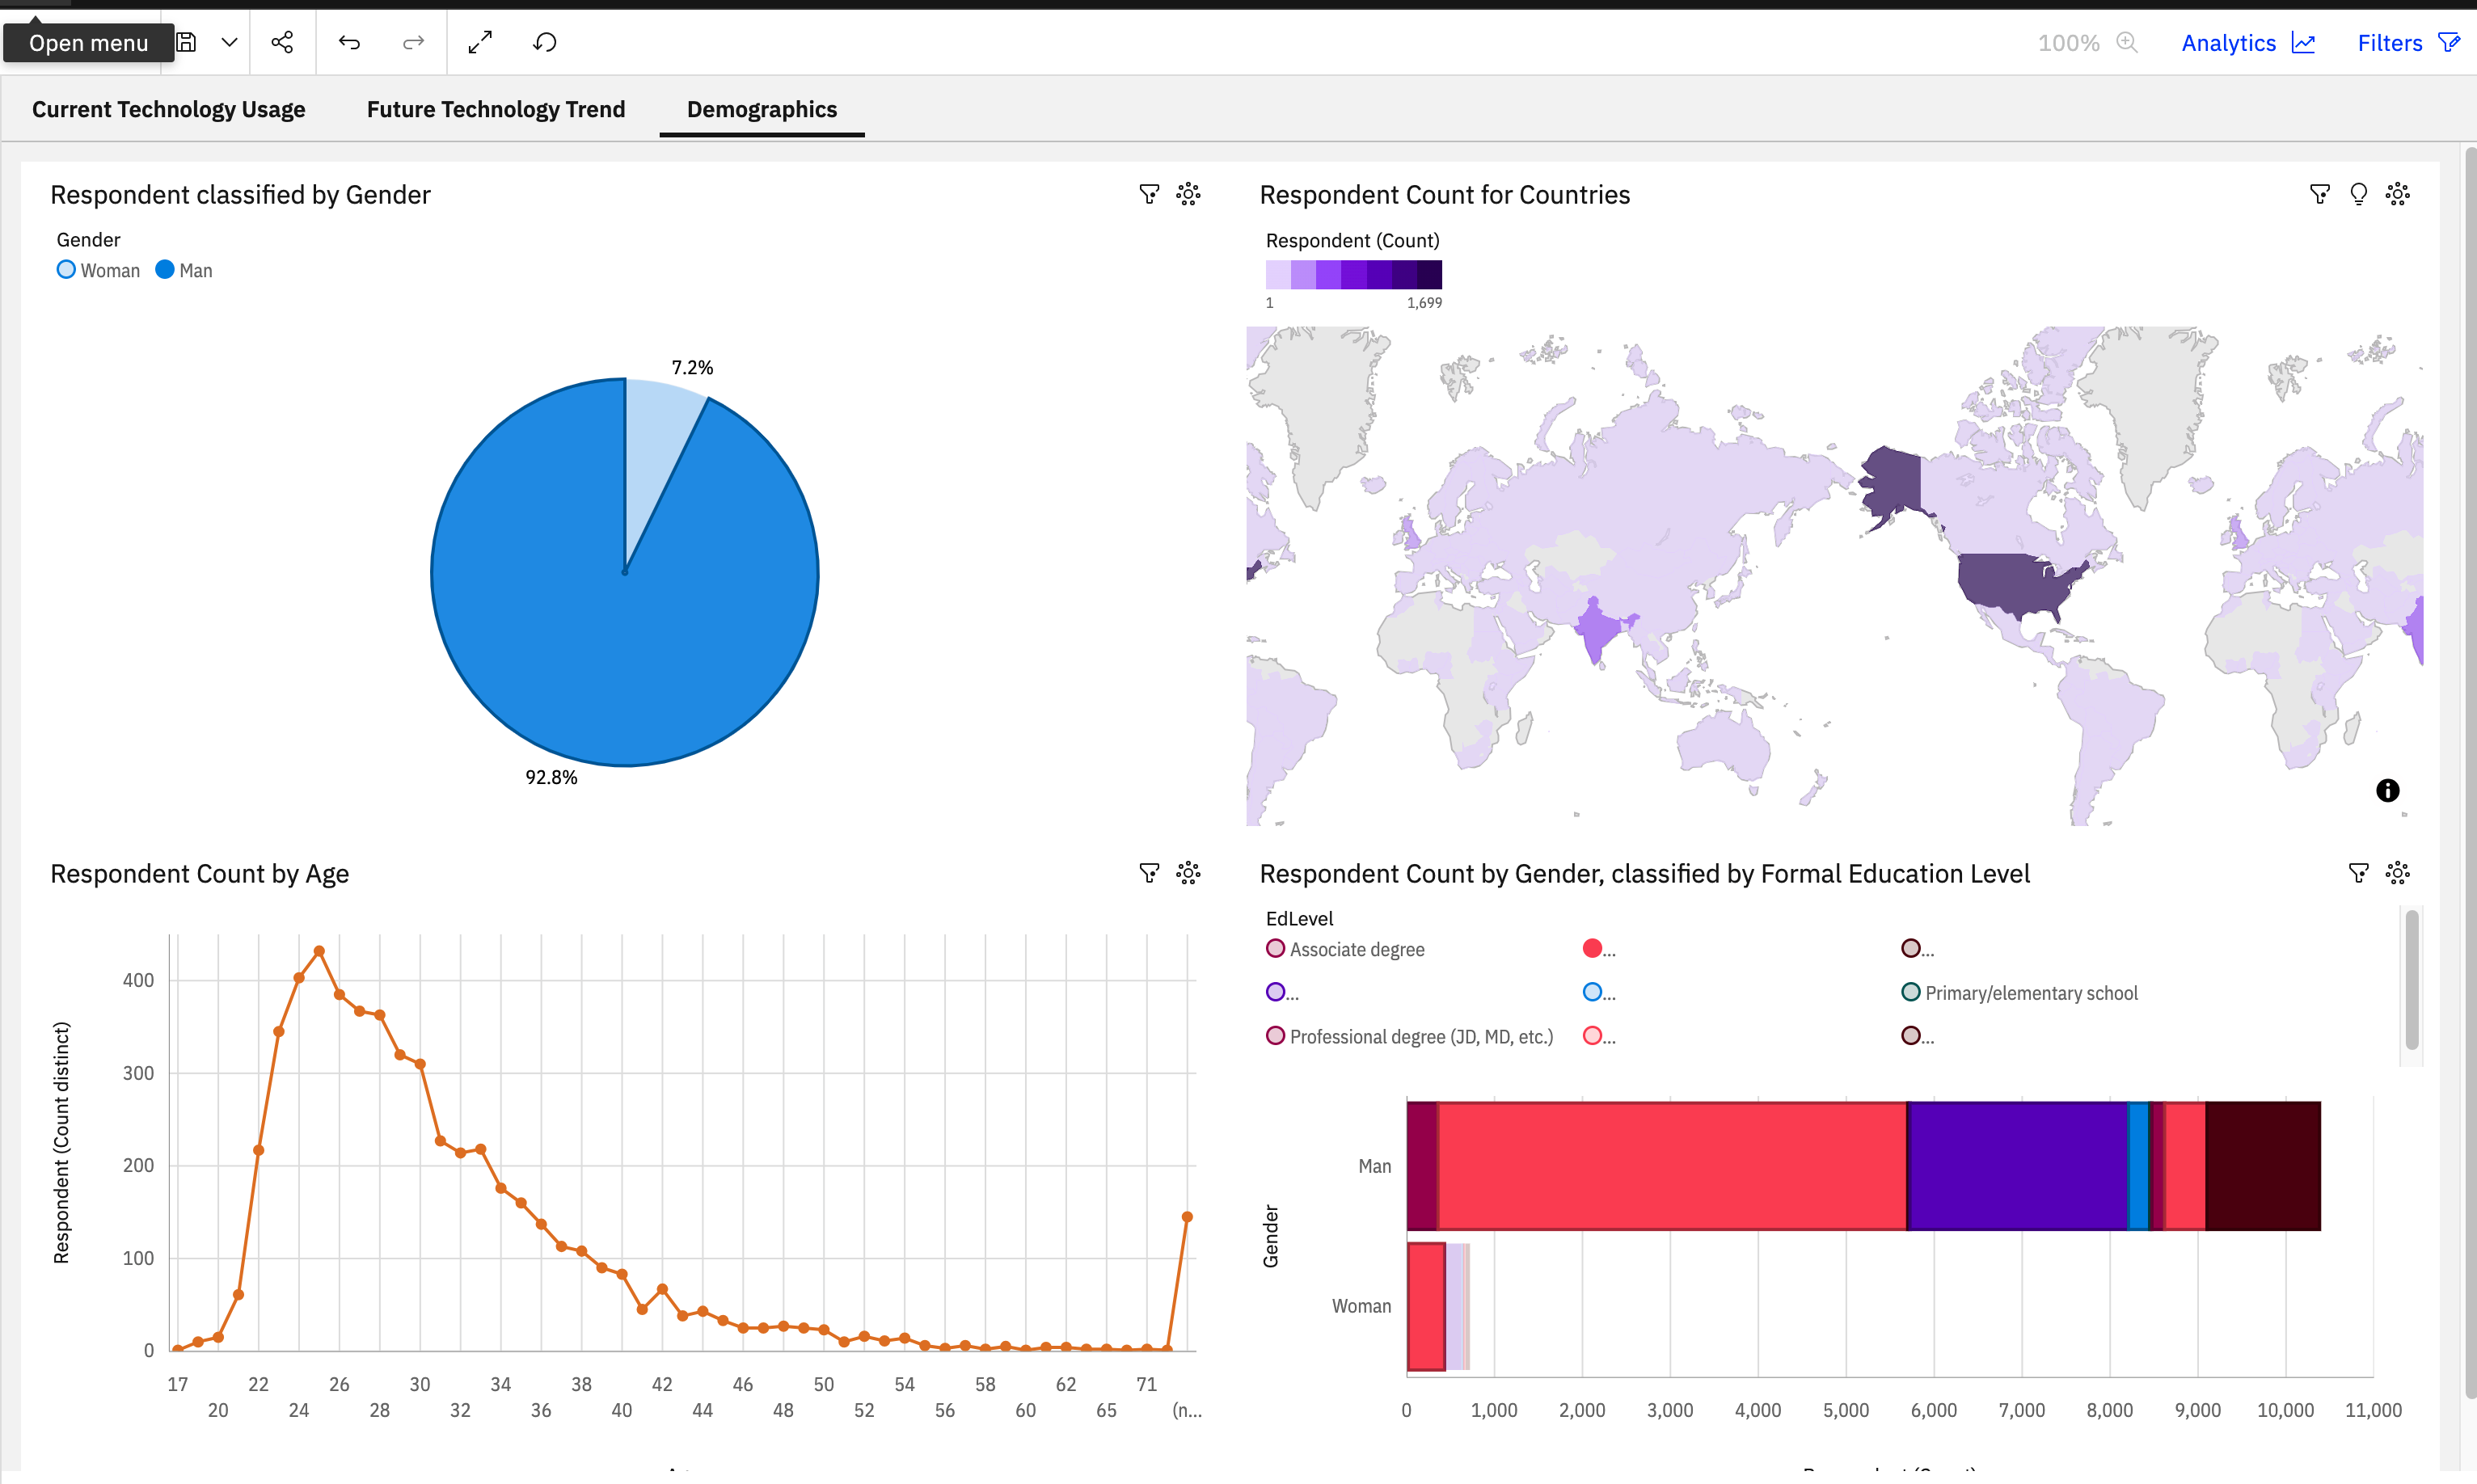 Open menu
100%
Analytics
Filters
Current Technology Usage
Future Technology Trend
Demographics
Respondent classified by Gender
Gender
Woman
Man
7.2%
92.8%
Respondent Count for Countries
Respondent (Count)
1
1,699
Respondent Count by Age
Respondent (Count distinct)
400
300
200
100
0
17 22 26 30 34 38 42 46 50 54 58 62 71
20 24 28 32 36 40 44 48 52 56 60 65 (n...
Respondent Count by Gender, classified by Formal Education Level
EdLevel
Associate degree ... ...
... ... Primary/elementary school
Professional degree (JD, MD, etc.) ... ...
Gender
Man
Woman
0 1,000 2,000 3,000 4,000 5,000 6,000 7,000 8,000 9,000 10,000 11,000